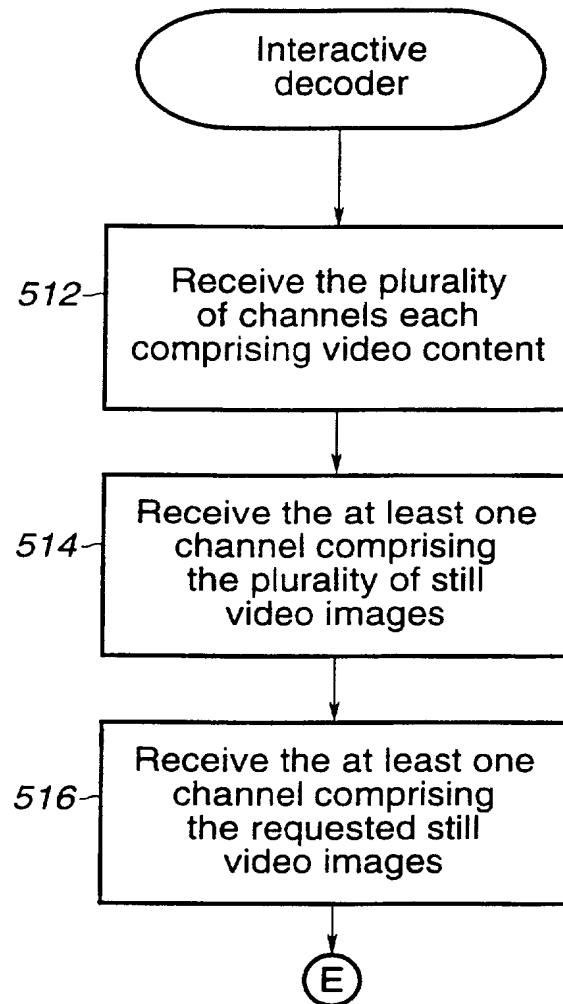 Interactive
decoder
512
Receive the plurality
of channels each
comprising video content
514
Receive the at least one
channel comprising
the plurality of still
video images
516
Receive the at least one
channel comprising
the requested still
video images
E